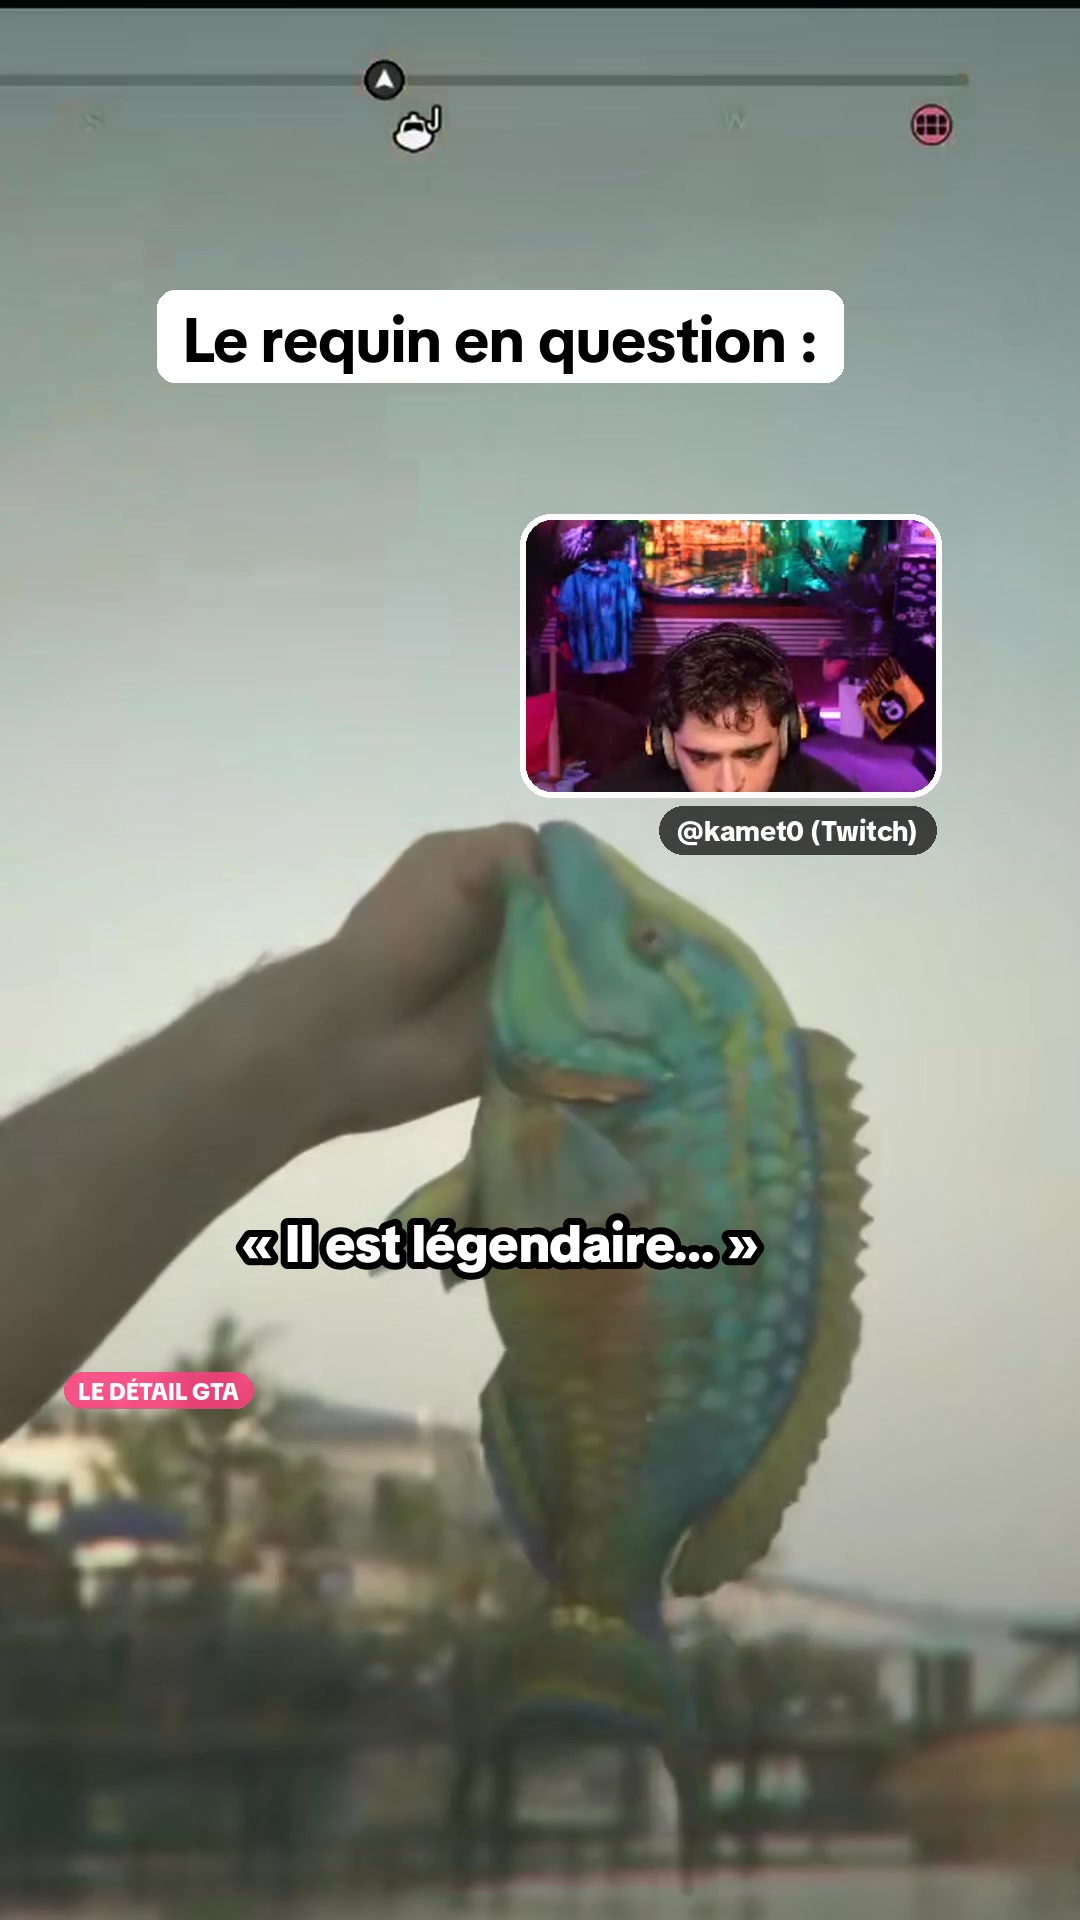 S
W
Le requin en question :
@kamet0 (Twitch)
« Il est légendaire... »
LE DÉTAIL GTA